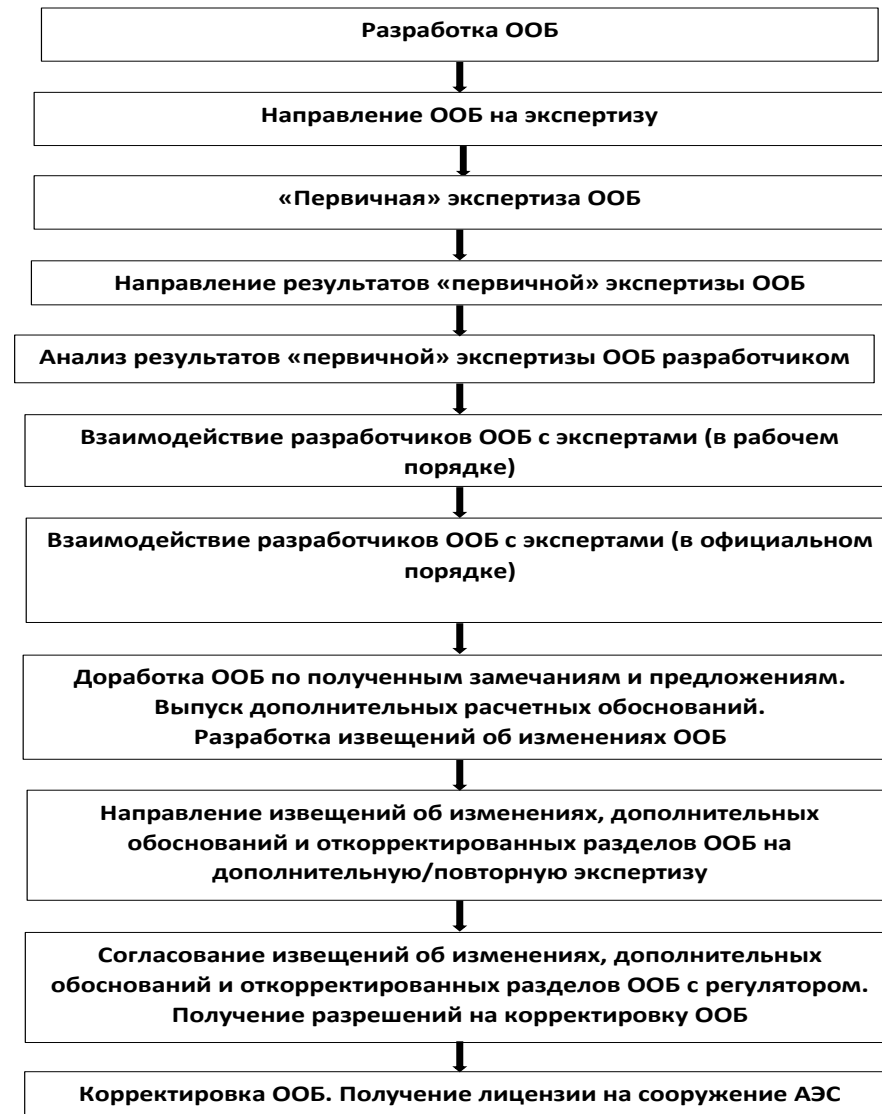 Разработка ООБ
Направление ООБ на экспертизу
«Первичная» экспертиза ООБ
Направление результатов «первичной» экспертизы ООБ
Анализ результатов «первичной» экспертизы ООБ разработчиком
Взаимодействие разработчиков ООБ с экспертами (в рабочем
порядке)
Взаимодействие разработчиков ООБ с экспертами (в официальном
порядке)
Доработка ООБ по полученным замечаниям и предложениям.
Выпуск дополнительных расчетных обоснований.
Разработка извещений об изменениях ООБ
Направление извещений об изменениях, дополнительных
обоснований и откорректированных разделов ООБ на
дополнительную/повторную экспертизу
Согласование извещений об изменениях, дополнительных
обоснований и откорректированных разделов ООБ с регулятором.
Получение разрешений на корректировку ООБ
Корректировка ООБ. Получение лицензии на сооружение АЭС